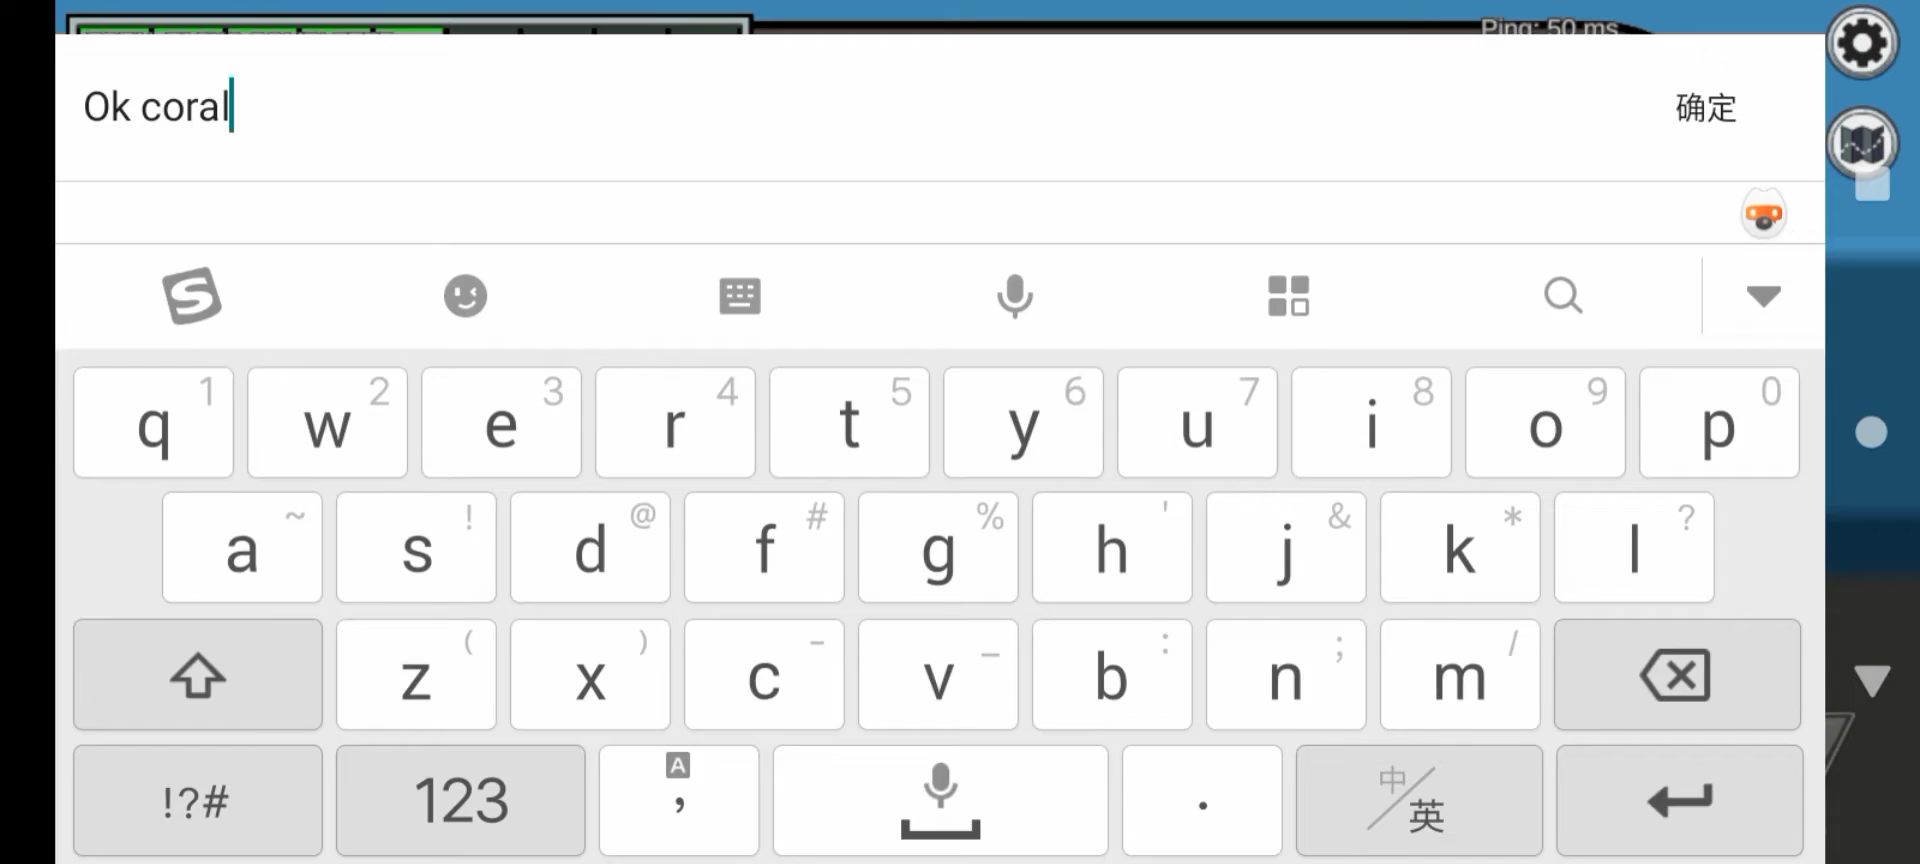 Ping: 50 ms
Ok coral
确定
1 2 3 4 5 6 7 8 9 0
q w e r t y u i o p
~ ! @ # % ' & * ?
a s d f g h j k l
( ) - _ : ; /
z x c v b n m
A
!?# 123 , . 中/英